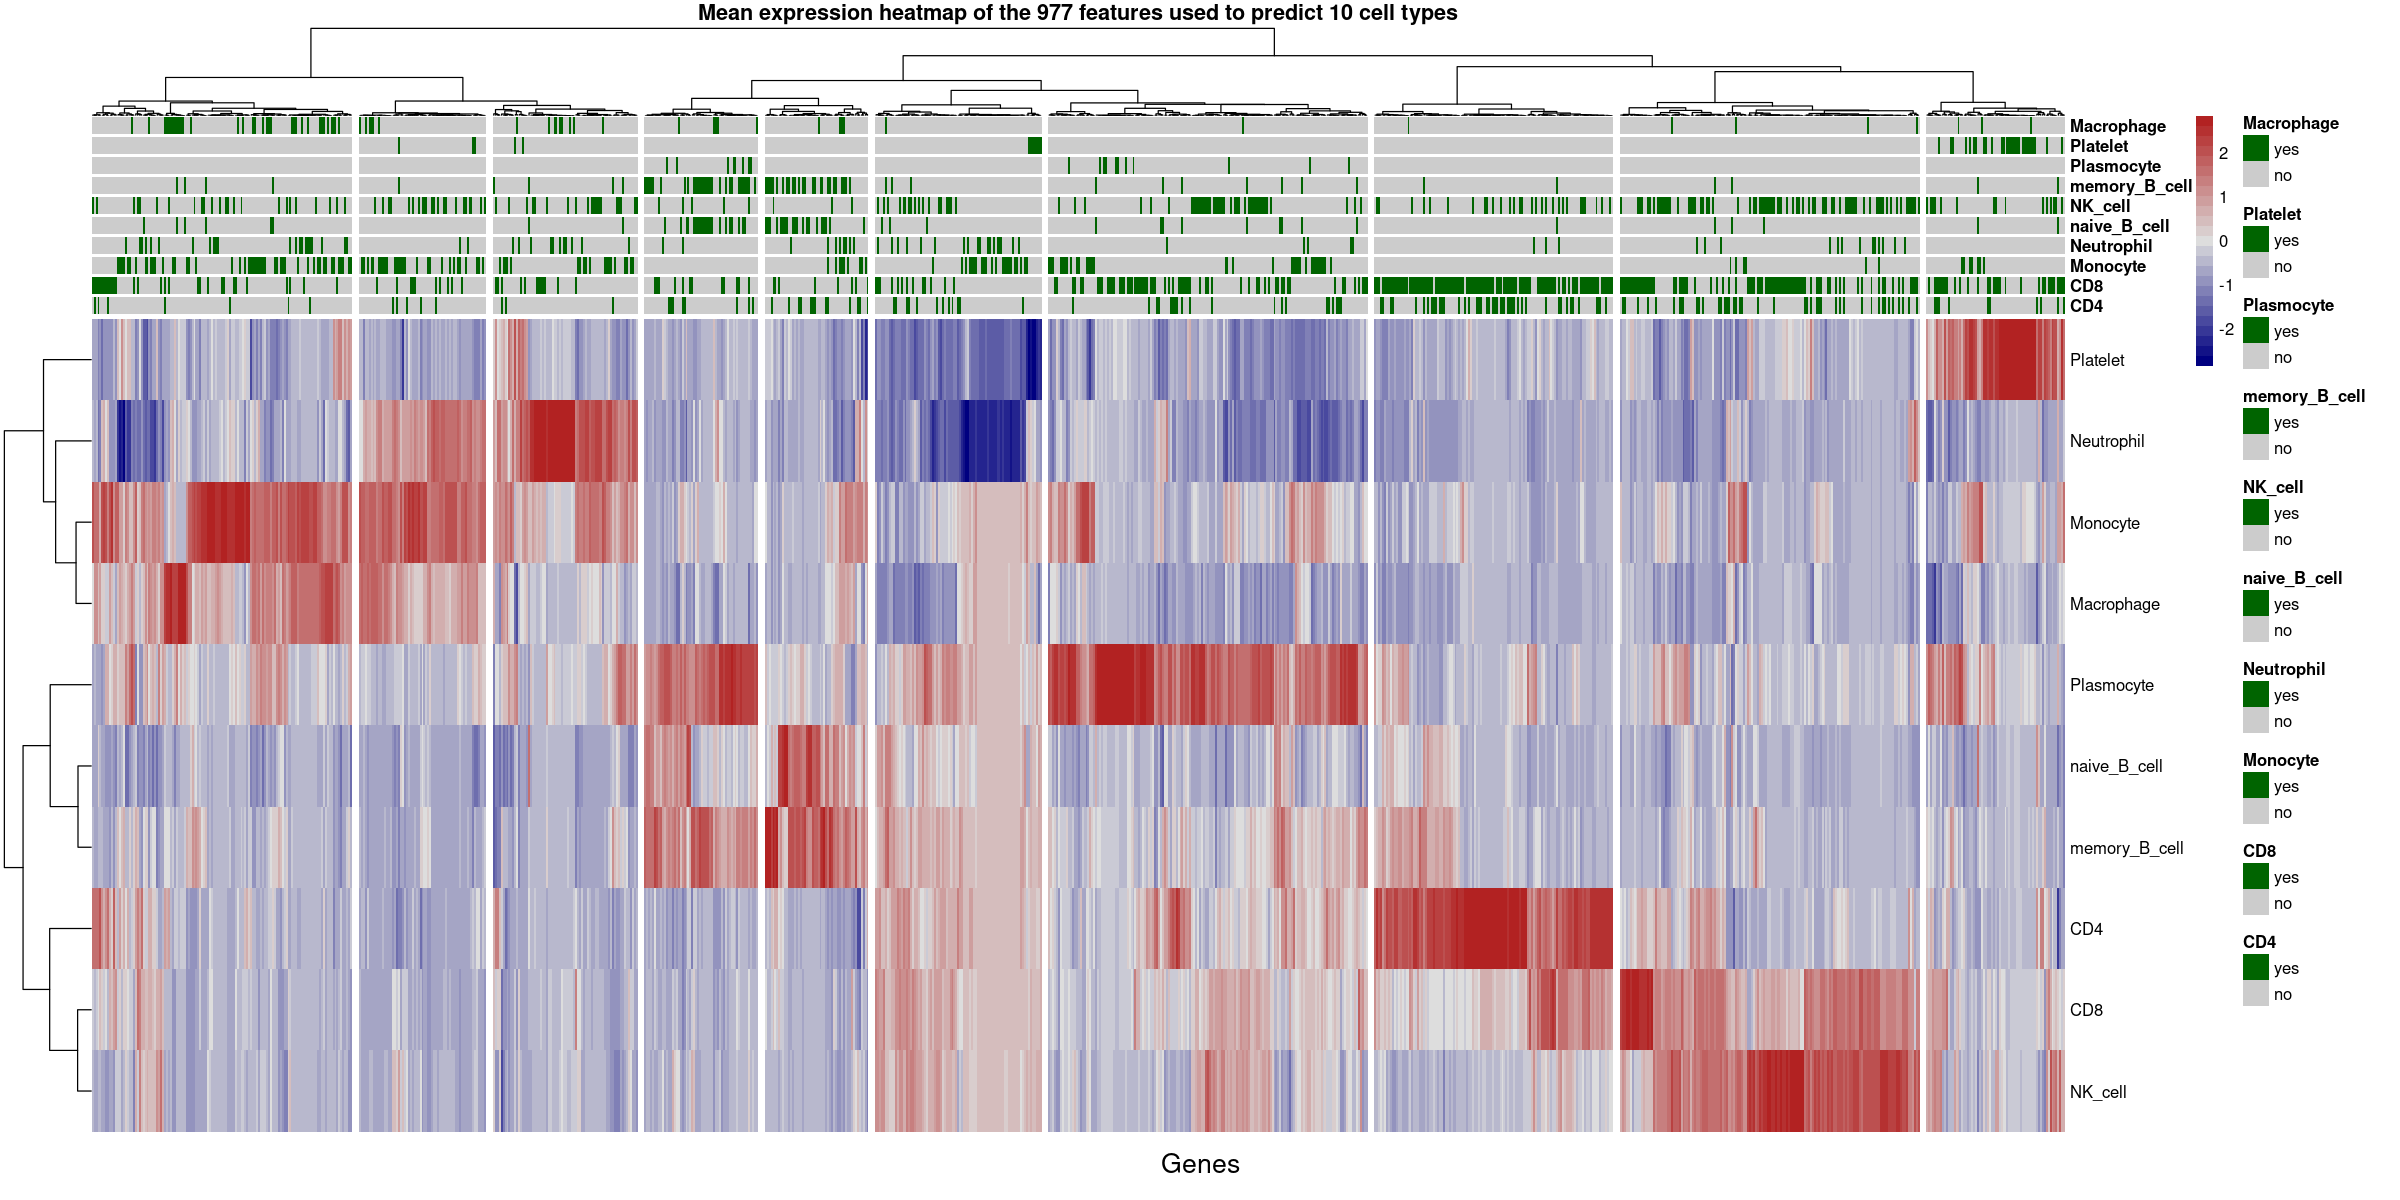 Mean expression heatmap of the 977 features used to predict 10 cell types
Macrophage
Platelet
Plasmocyte
memory_B_cell
NK_cell
naive_B_cell
Neutrophil
Monocyte
CD8
CD4
Platelet
Neutrophil
Monocyte
Macrophage
Plasmocyte
naive_B_cell
memory_B_cell
CD4
CD8
NK_cell
Genes
2
1
0
-1
-2
Macrophage
yes
no
Platelet
yes
no
Plasmocyte
yes
no
memory_B_cell
yes
no
NK_cell
yes
no
naive_B_cell
yes
no
Neutrophil
yes
no
Monocyte
yes
no
CD8
yes
no
CD4
yes
no